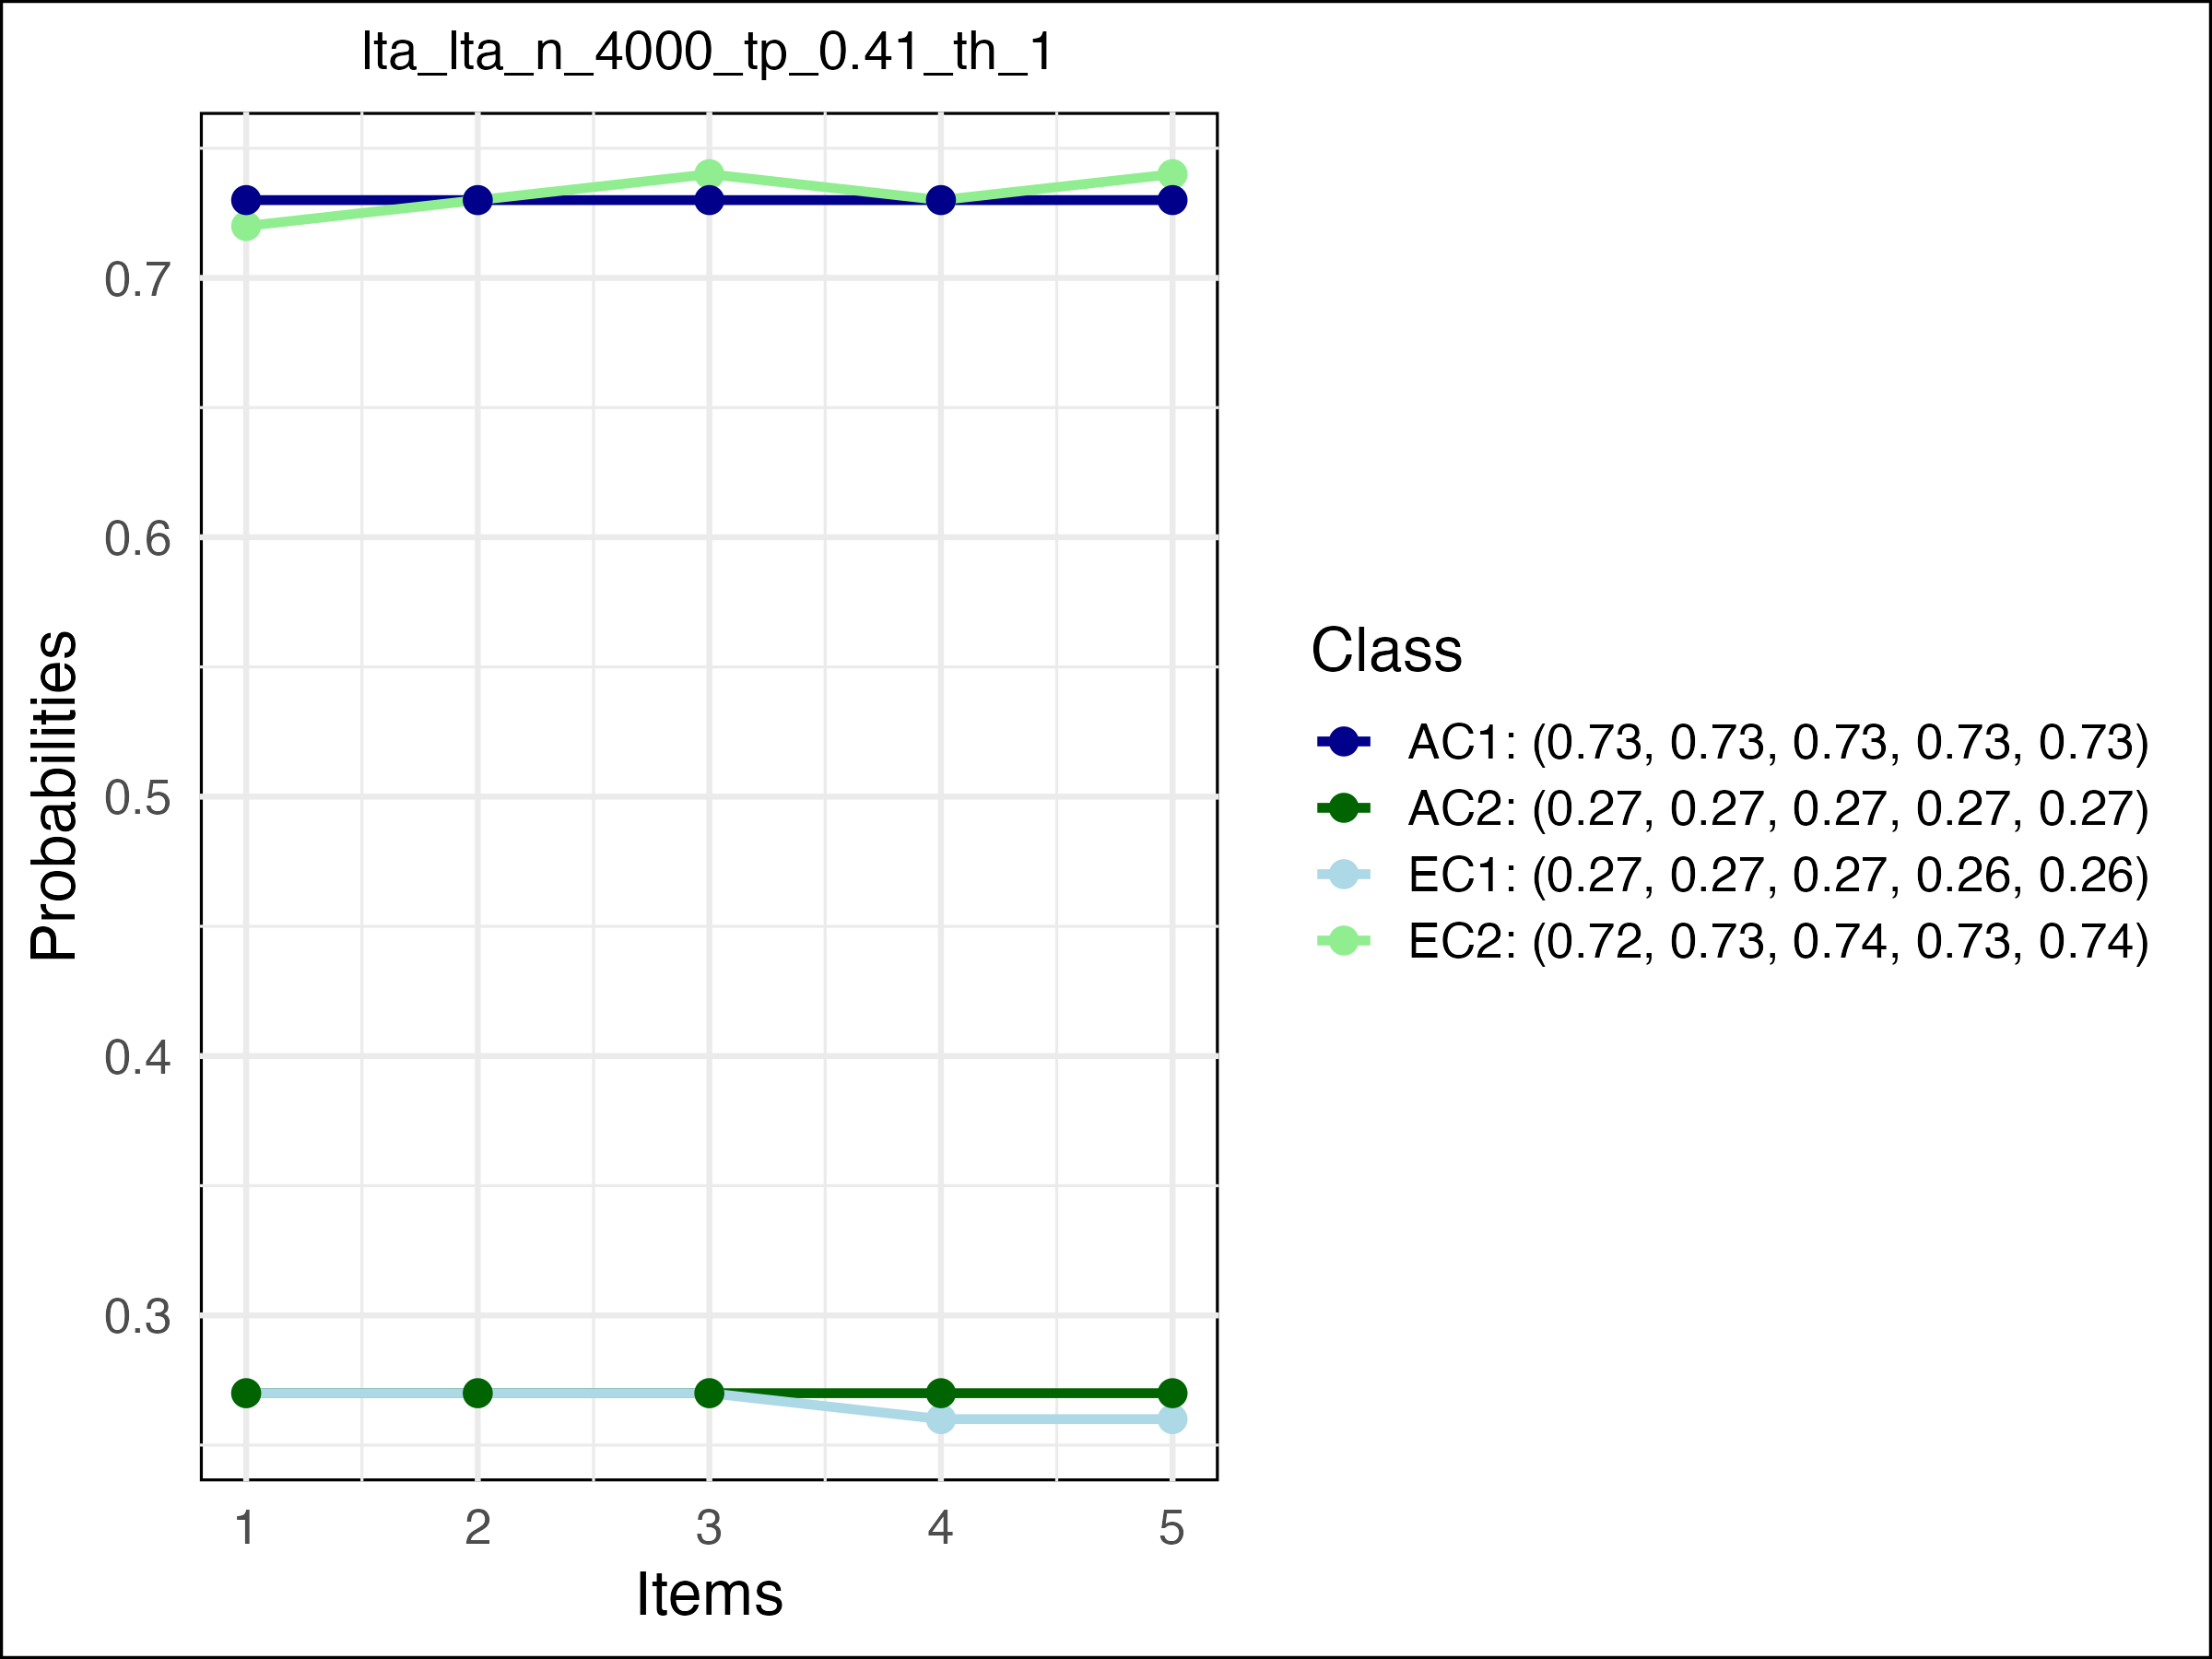 lta_lta_n_4000_tp_0.41_th_1
Probabilities
0.7
0.6
0.5
0.4
0.3
1 2 3 4 5
Items
Class
AC1: (0.73, 0.73, 0.73, 0.73, 0.73)
AC2: (0.27, 0.27, 0.27, 0.27, 0.27)
EC1: (0.27, 0.27, 0.27, 0.26, 0.26)
EC2: (0.72, 0.73, 0.74, 0.73, 0.74)